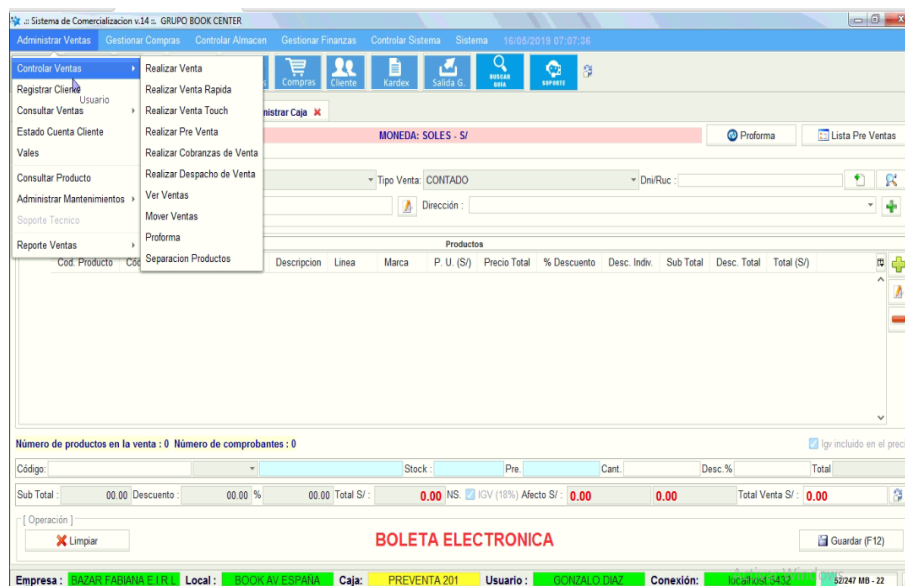 .:: Sistema de Comercializacion v.14 ::. GRUPO BOOK CENTER
Administrar Ventas Gestionar Compras Controlar Almacen Gestionar Finanzas Controlar Sistema Sistema 16/05/2019 07:07:36
Controlar Ventas
Registrar Cliente
Usuario
Consultar Ventas
Estado Cuenta Cliente
Vales
Consultar Producto
Administrar Mantenimientos
Soporte Tecnico
Reporte Ventas
Realizar Venta
Realizar Venta Rapida
Realizar Venta Touch
Realizar Pre Venta
Realizar Cobranzas de Venta
Realizar Despacho de Venta
Ver Ventas
Mover Ventas
Proforma
Separacion Productos
Compras Cliente Kardex Salida G. BUSCAR GUIA SOPORTE
nistrar Caja
MONEDA: SOLES - S/ Proforma Lista Pre Ventas
Tipo Venta: CONTADO Dni/Ruc :
Dirección :
Productos
Cod. Producto Descripcion Linea Marca P. U. (S/) Precio Total % Descuento Desc. Indiv. Sub Total Desc. Total Total (S/)
Número de productos en la venta : 0 Número de comprobantes : 0 Igv incluido en el preci
Código: Stock : Pre. Cant. Desc.% Total
Sub Total : 00.00 Descuento : 00.00 % 00.00 Total S/ : 0.00 NS. IGV (18%) Afecto S/ : 0.00 0.00 Total Venta S/ : 0.00
[ Operación ]
Limpiar BOLETA ELECTRONICA Guardar (F12)
Empresa : BAZAR FABIANA E.I.R.L Local : BOOK AV.ESPAÑA Caja: PREVENTA 201 Usuario : GONZALO.DIAZ Conexión: localhost:5432 52/247 MB - 22